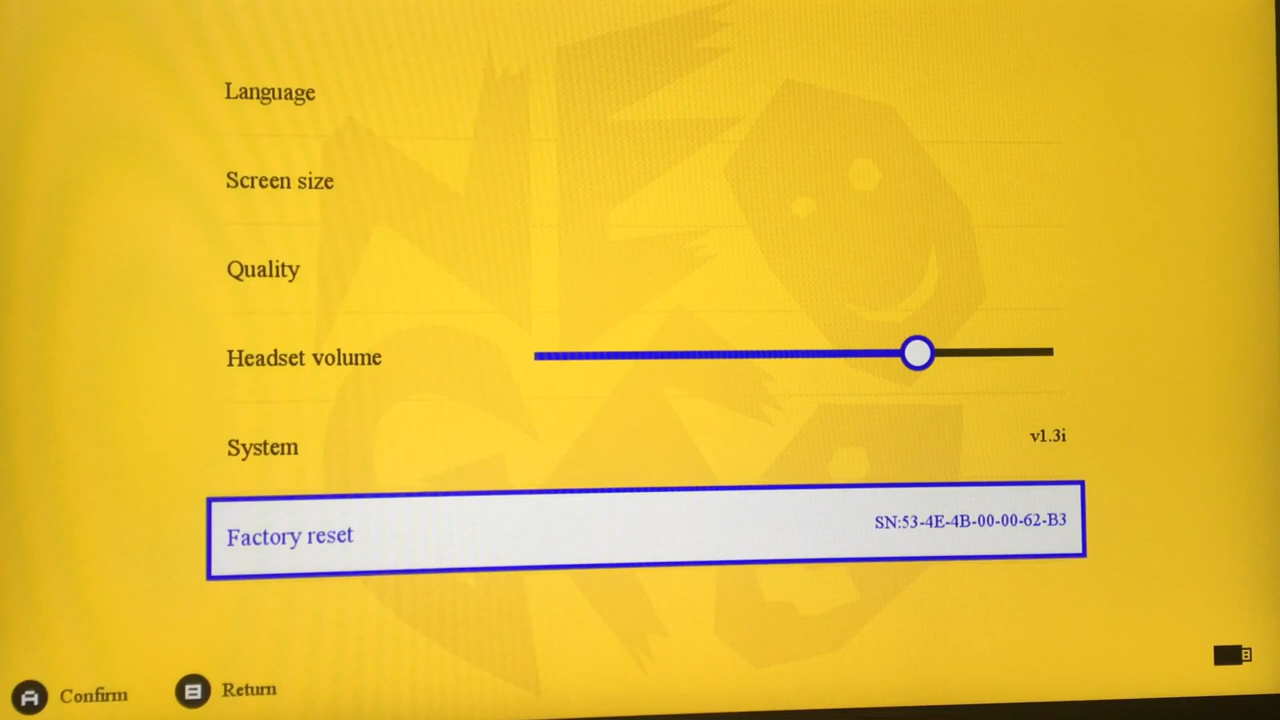 Language
Screen size
Quality
Headset volume
System v1.3i
Factory reset SN:53-4E-4B-00-00-62-B3
A Confirm B Return